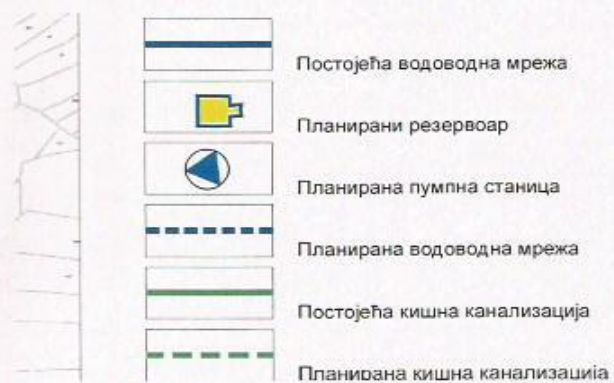 Постојећа водоводна мрежа
Планирани резервоар
Планирана пумпна станица
Планирана водоводна мрежа
Постојећа кишна канализација
Планирана кишна канализација